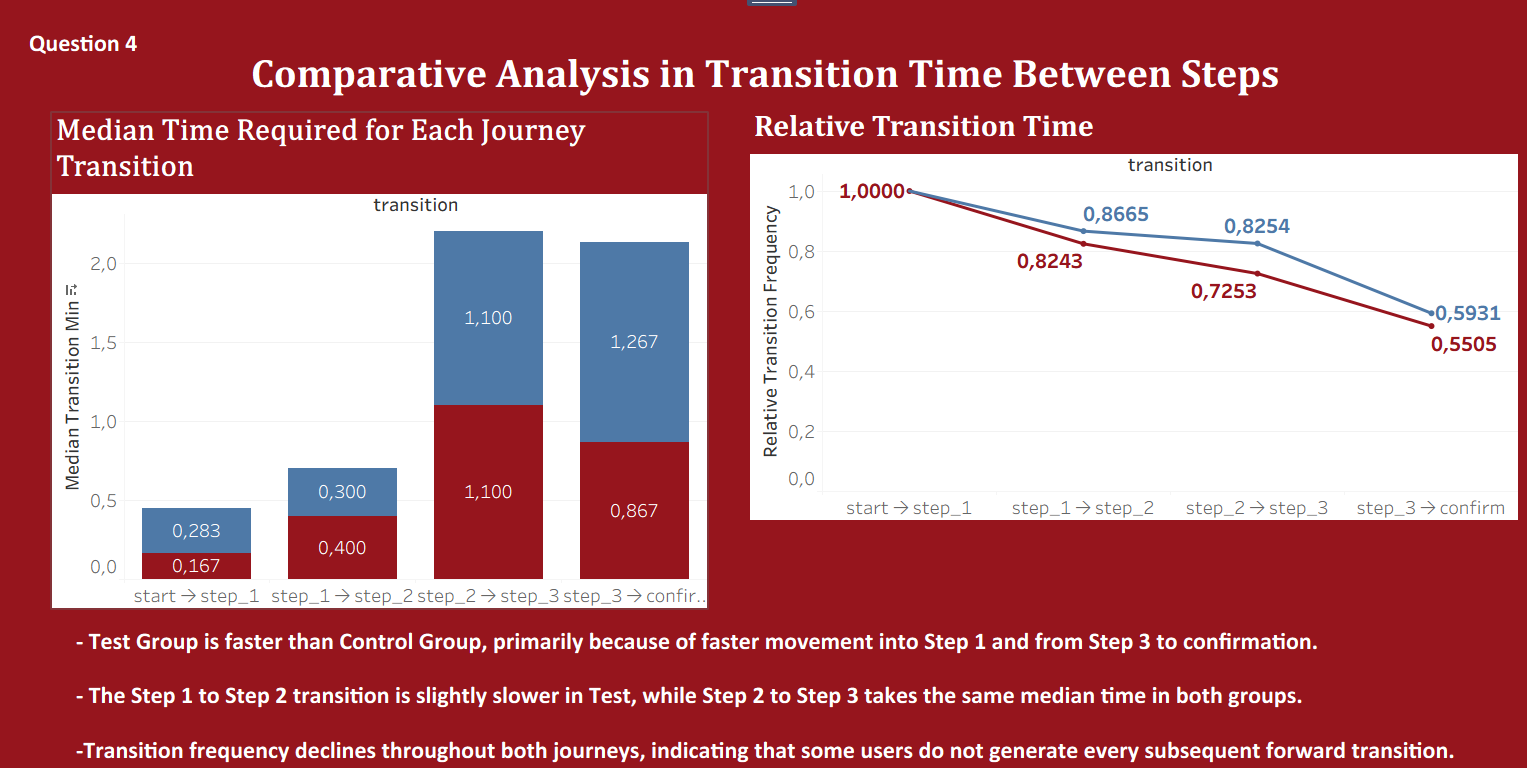 Question 4
Comparative Analysis in Transition Time Between Steps
Median Time Required for Each Journey
Transition
transition
Median Transition Min
2,0
1,5
1,0
0,5
0,0
0,283
0,167
0,300
0,400
1,100
1,100
1,267
0,867
start → step_1
step_1 → step_2
step_2 → step_3
step_3 → confir..
Relative Transition Time
transition
Relative Transition Frequency
1,0
0,8
0,6
0,4
0,2
0,0
1,0000
0,8665
0,8243
0,8254
0,7253
0,5931
0,5505
start → step_1
step_1 → step_2
step_2 → step_3
step_3 → confirm
- Test Group is faster than Control Group, primarily because of faster movement into Step 1 and from Step 3 to confirmation.
- The Step 1 to Step 2 transition is slightly slower in Test, while Step 2 to Step 3 takes the same median time in both groups.
-Transition frequency declines throughout both journeys, indicating that some users do not generate every subsequent forward transition.